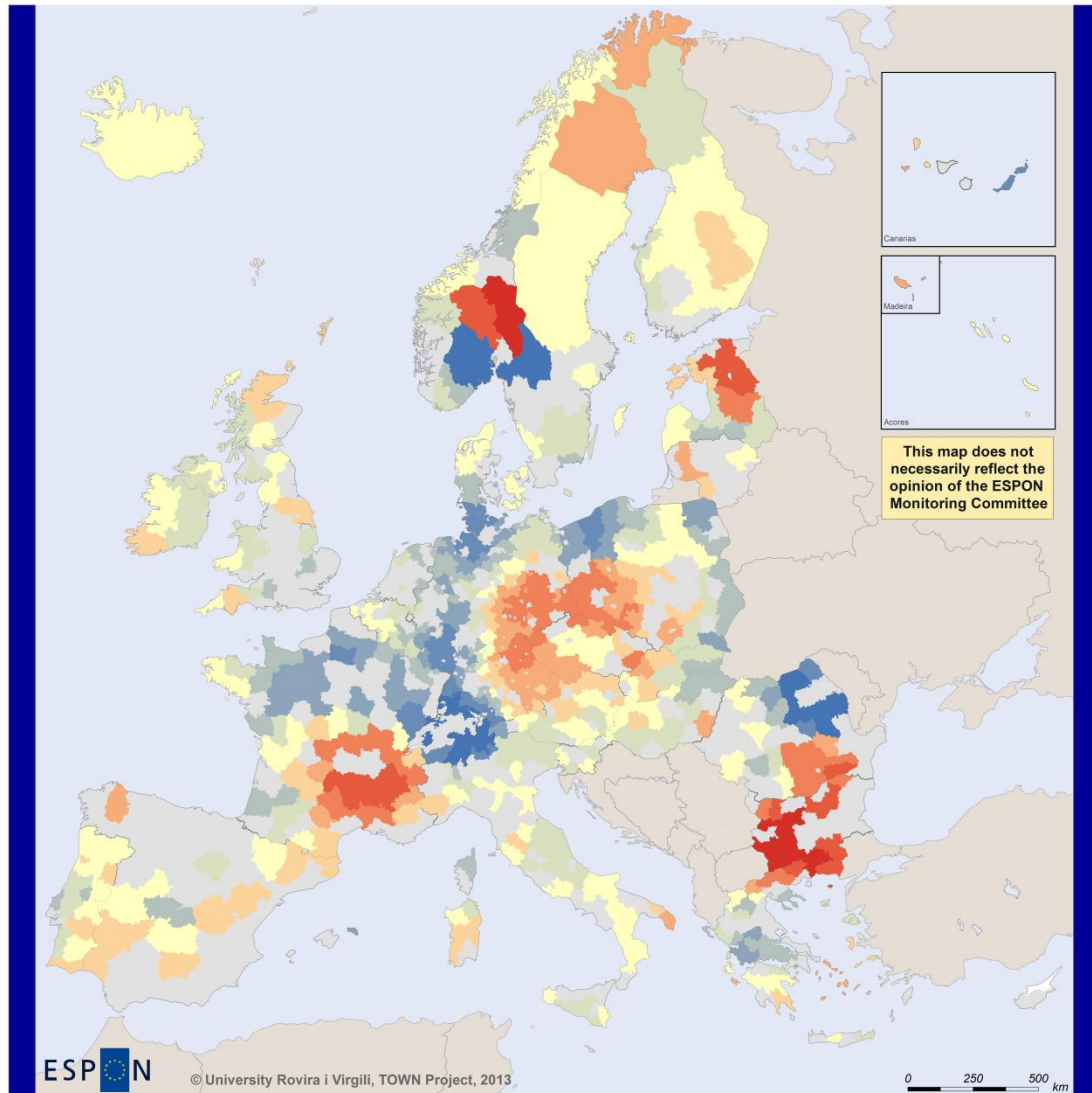 Canarias
Madeira
Acores
This map does not
necessarily reflect the
opinion of the ESPON
Monitoring Committee
ESPON
© University Rovira i Virgili, TOWN Project, 2013
0 250 500
km